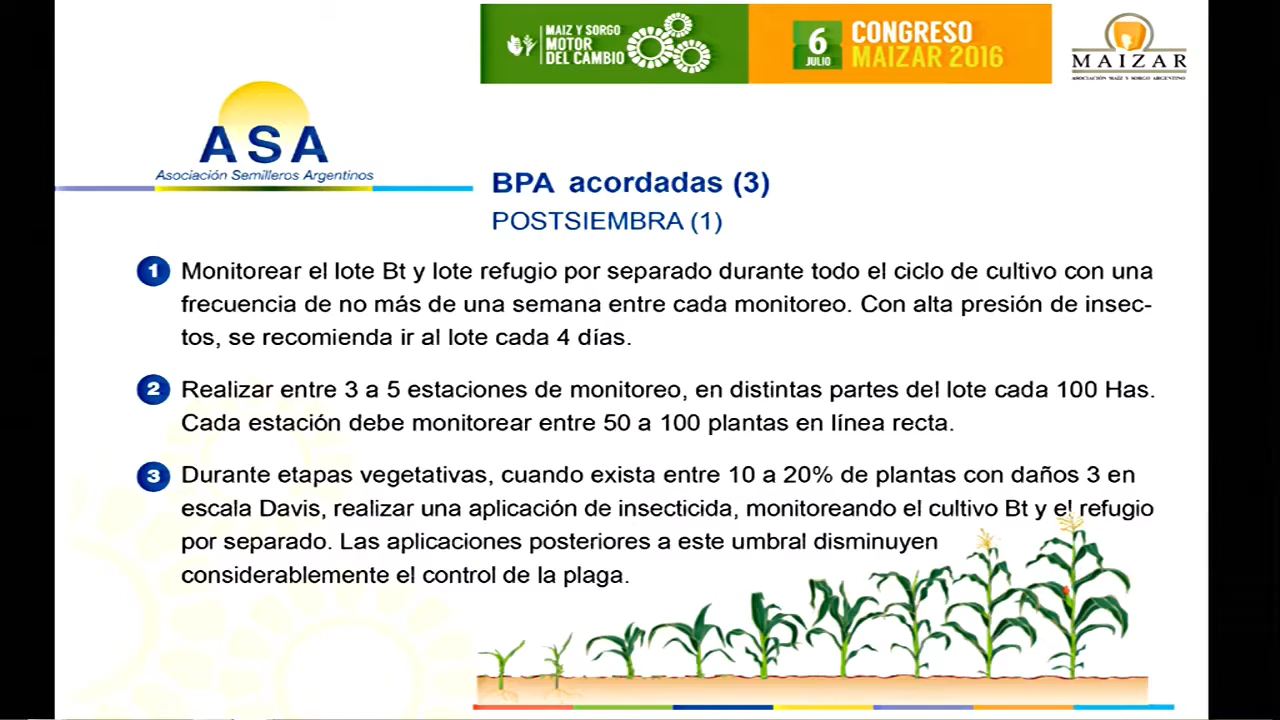 MAIZ Y SORGO
MOTOR
DEL CAMBIO
6
JULIO
CONGRESO
MAIZAR 2016
MAIZAR
ASOCIACIÓN MAIZ Y SORGO ARGENTINO
ASA
Asociación Semilleros Argentinos
BPA acordadas (3)
POSTSIEMBRA (1)
1 Monitorear el lote Bt y lote refugio por separado durante todo el ciclo de cultivo con una
frecuencia de no más de una semana entre cada monitoreo. Con alta presión de insec-
tos, se recomienda ir al lote cada 4 días.
2 Realizar entre 3 a 5 estaciones de monitoreo, en distintas partes del lote cada 100 Has.
Cada estación debe monitorear entre 50 a 100 plantas en línea recta.
3 Durante etapas vegetativas, cuando exista entre 10 a 20% de plantas con daños 3 en
escala Davis, realizar una aplicación de insecticida, monitoreando el cultivo Bt y el refugio
por separado. Las aplicaciones posteriores a este umbral disminuyen
considerablemente el control de la plaga.